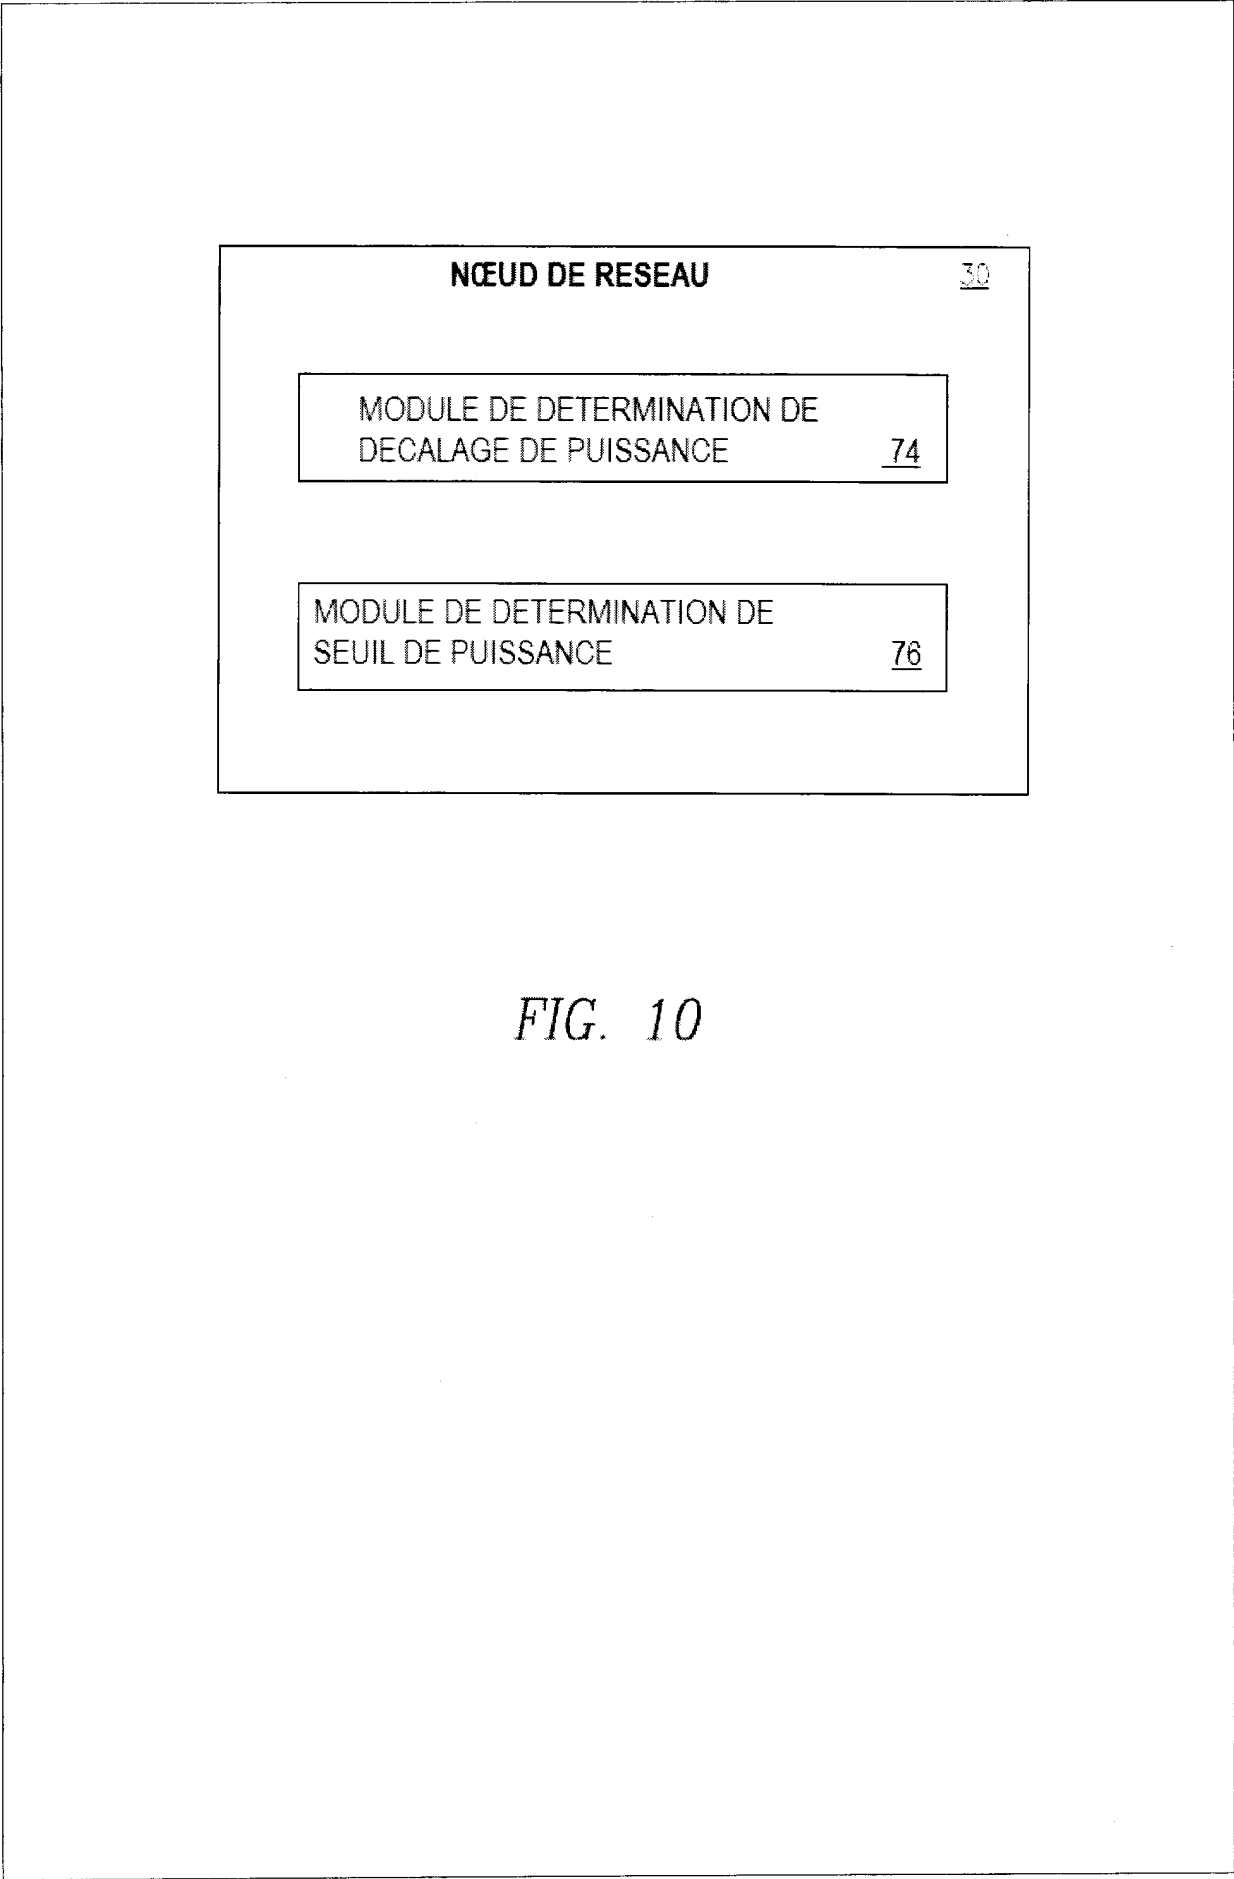 NŒUD DE RESEAU 30
MODULE DE DETERMINATION DE
DECALAGE DE PUISSANCE 74
MODULE DE DETERMINATION DE
SEUIL DE PUISSANCE 76
FIG. 10